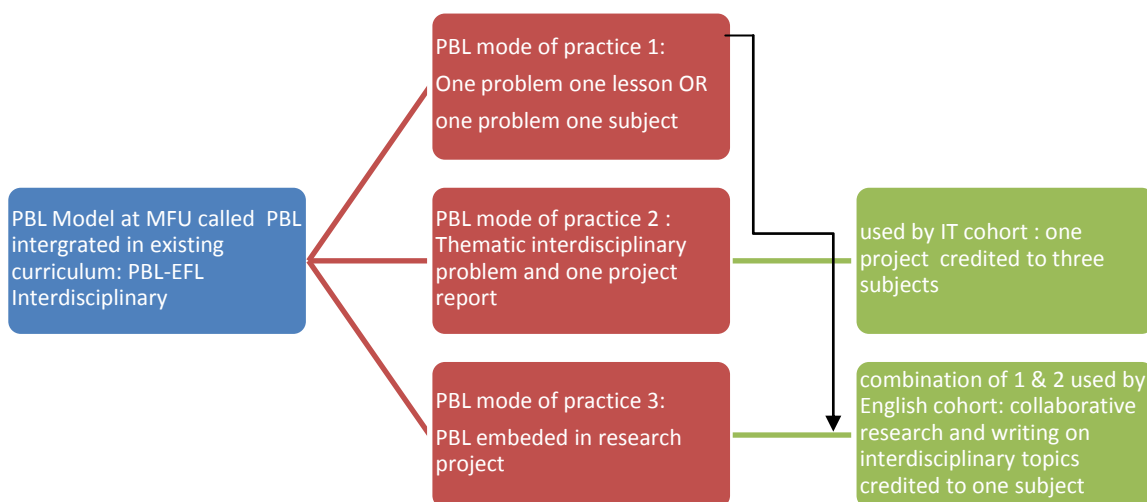 PBL Model at MFU called PBL
intergrated in existing
curriculum: PBL-EFL
Interdisciplinary
PBL mode of practice 1:
One problem one lesson OR
one problem one subject
PBL mode of practice 2 :
Thematic interdisciplinary
problem and one project
report
used by IT cohort : one
project credited to three
subjects
PBL mode of practice 3:
PBL embeded in research
project
combination of 1 & 2 used by
English cohort: collaborative
research and writing on
interdisciplinary topics
credited to one subject